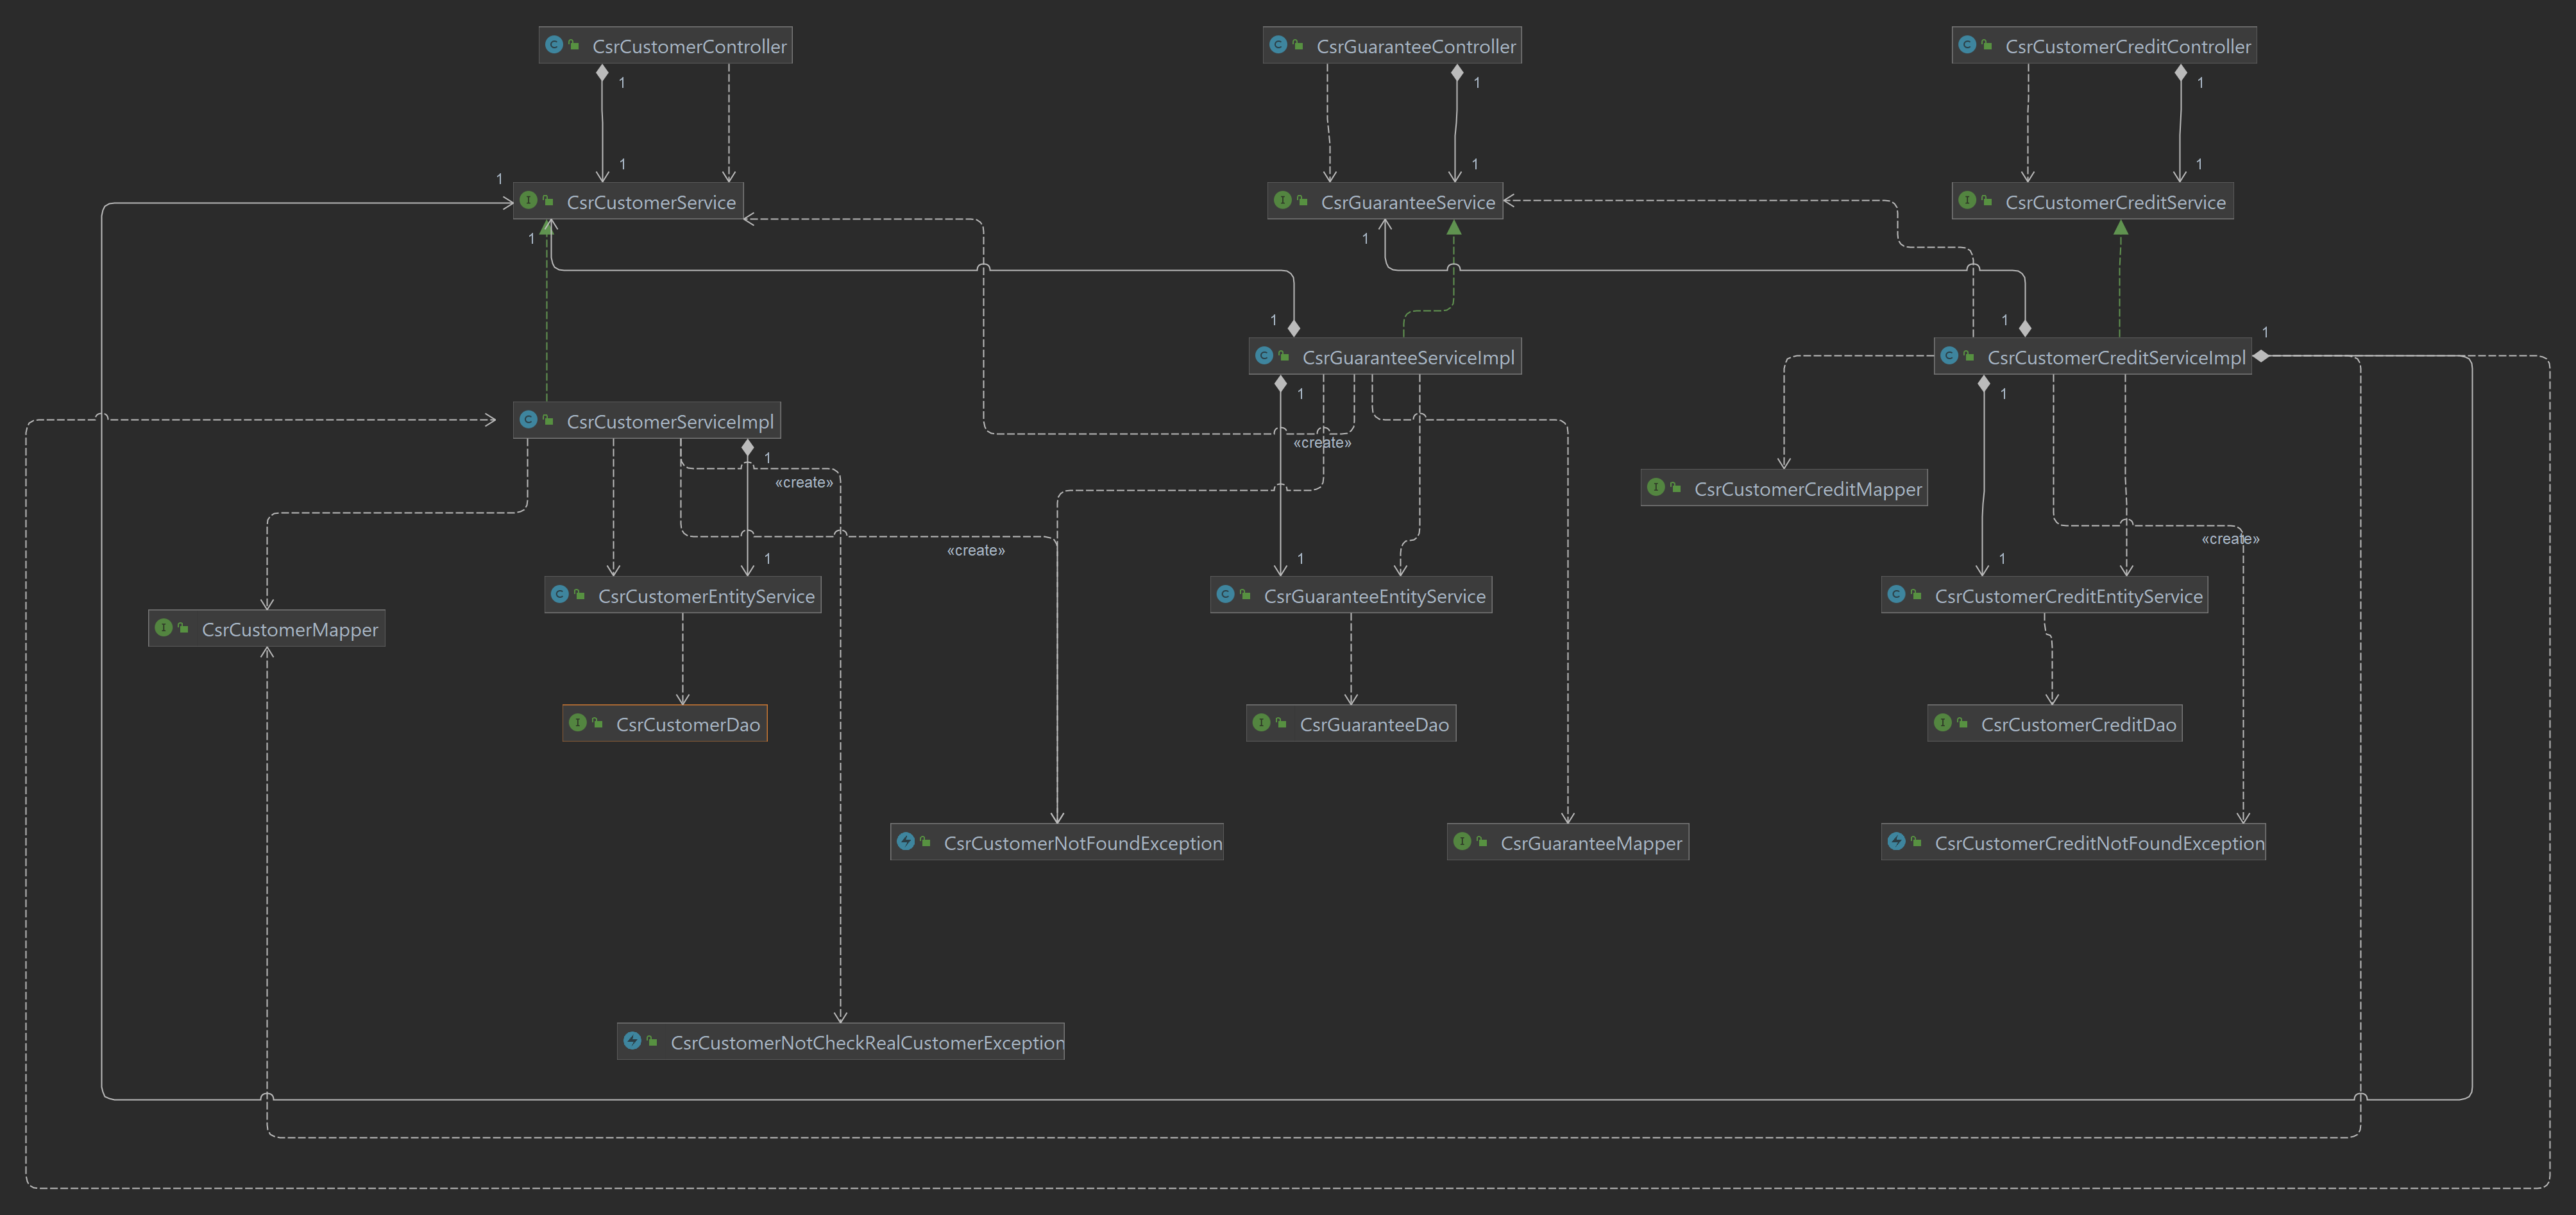 CsrCustomerController
CsrGuaranteeController
CsrCustomerCreditController
1
1
1
1
1
1
1
CsrCustomerService
CsrGuaranteeService
CsrCustomerCreditService
1
1
1
1
1
CsrGuaranteeServiceImpl
CsrCustomerCreditServiceImpl
1
1
CsrCustomerServiceImpl
«create»
1
«create»
CsrCustomerCreditMapper
«create»
«create»
1
1
1
CsrCustomerEntityService
CsrGuaranteeEntityService
CsrCustomerCreditEntityService
CsrCustomerMapper
CsrCustomerDao
CsrGuaranteeDao
CsrCustomerCreditDao
CsrCustomerNotFoundException
CsrGuaranteeMapper
CsrCustomerCreditNotFoundException
CsrCustomerNotCheckRealCustomerException